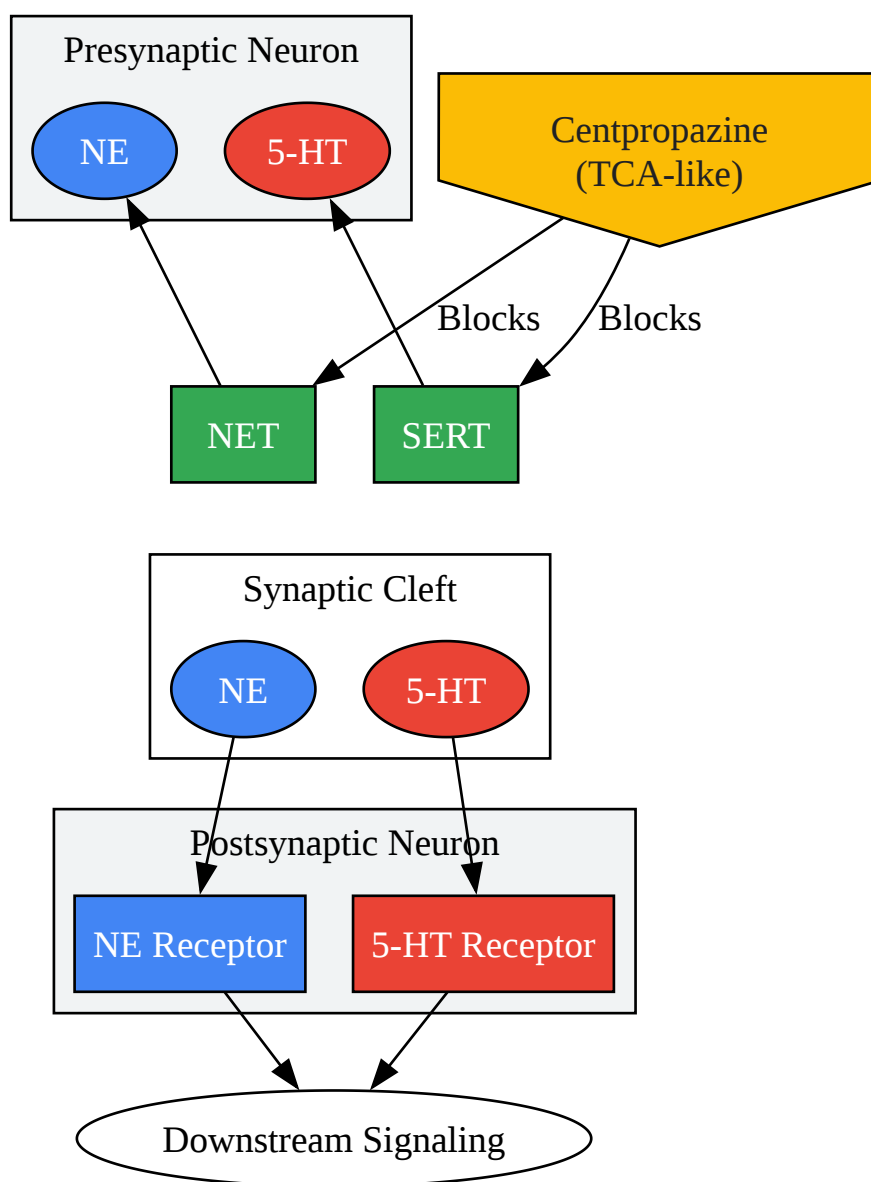 Presynaptic Neuron
NE
5-HT
Centpropazine
(TCA-like)
Blocks
Blocks
NET
SERT
Synaptic Cleft
NE
5-HT
Postsynaptic Neuron
NE Receptor
5-HT Receptor
Downstream Signaling